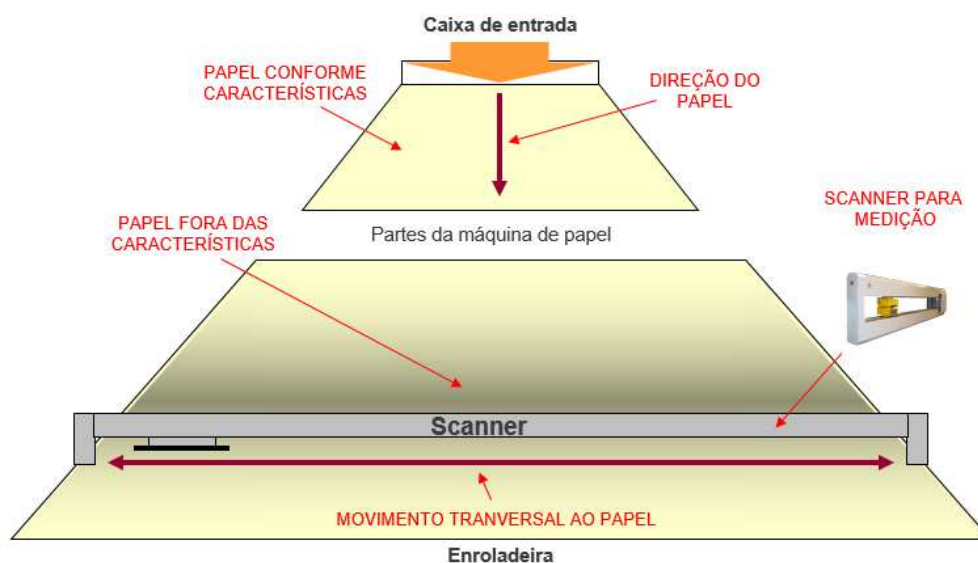 Caixa de entrada
PAPEL CONFORME
CARACTERÍSTICAS
DIREÇÃO DO
PAPEL
SCANNER PARA
MEDIÇÃO
PAPEL FORA DAS
CARACTERÍSTICAS
Partes da máquina de papel
Scanner
MOVIMENTO TRANVERSAL AO PAPEL
Enroladeira